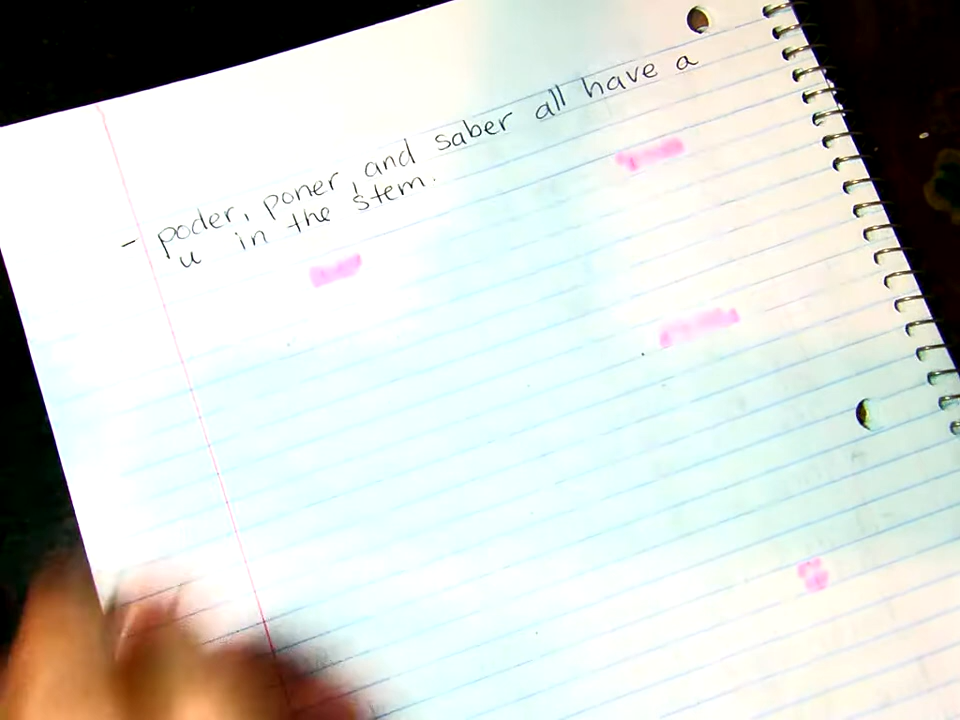 - poder, poner, and saber all have a
u in the stem.